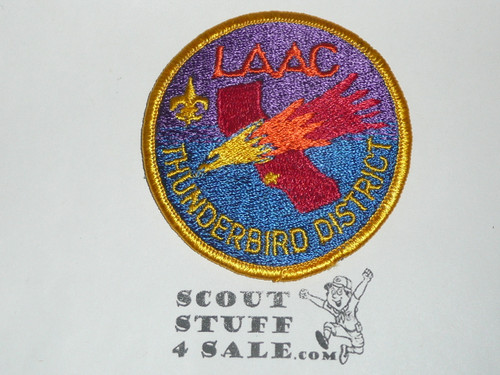 LAAC
THUNDERBIRD DISTRICT
SCOUT
STUFF
4 SALE.com